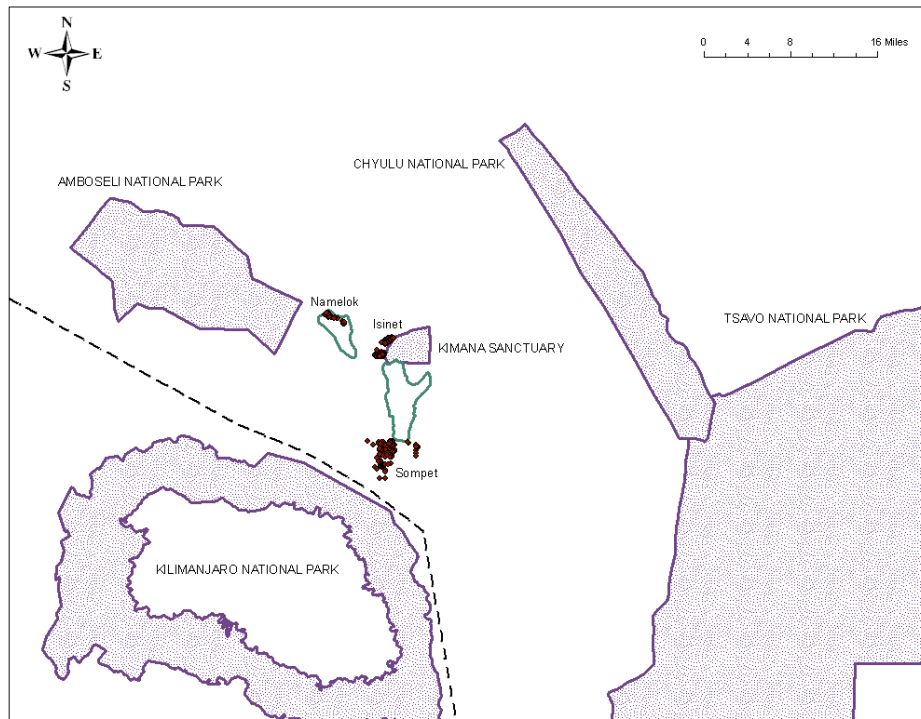 N
W E
S
0 4 8 16 Miles
CHYULU NATIONAL PARK
AMBOSELI NATIONAL PARK
Namelok
Isinet
TSAVO NATIONAL PARK
KIMANA SANCTUARY
Sompet
KILIMANJARO NATIONAL PARK